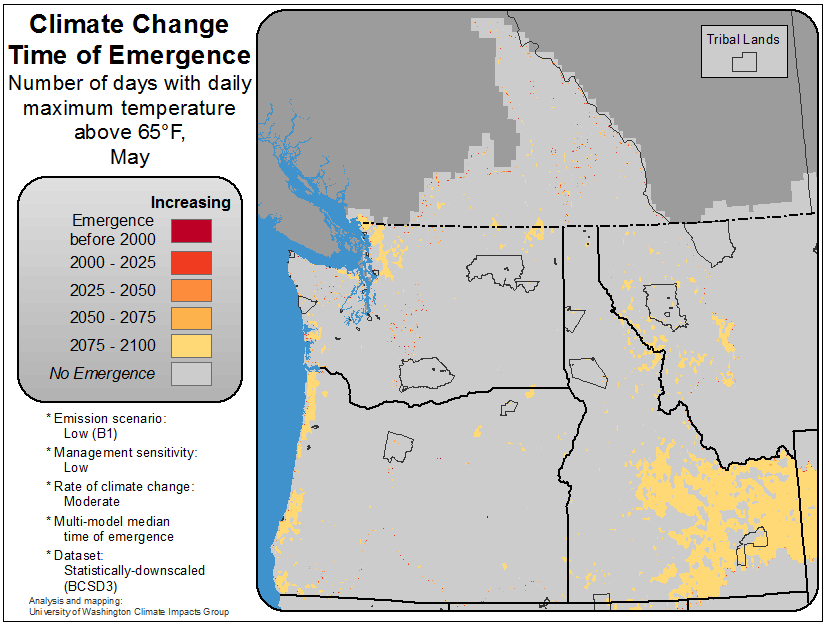 Climate Change
Time of Emergence
Number of days with daily
maximum temperature
above 65°F,
May
Increasing
Emergence
before 2000
2000 - 2025
2025 - 2050
2050 - 2075
2075 - 2100
No Emergence
* Emission scenario:
Low (B1)
* Management sensitivity:
Low
* Rate of climate change:
Moderate
* Multi-model median
time of emergence
* Dataset:
Statistically-downscaled
(BCSD3)
Analysis and mapping:
University of Washington Climate Impacts Group
Tribal Lands